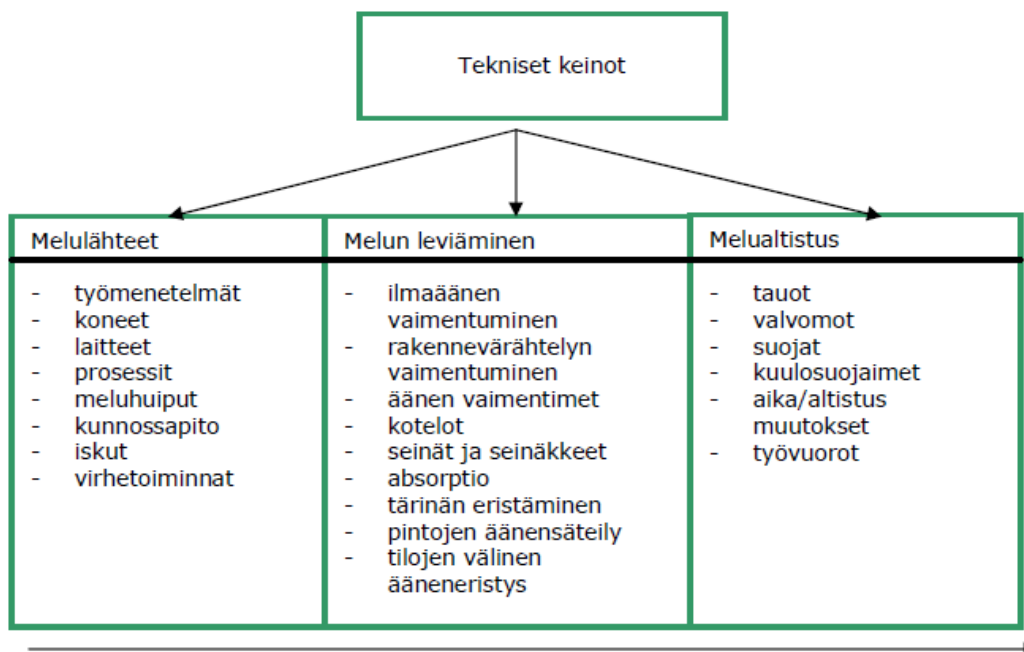 Tekniset keinot
Melulähteet
- työmenetelmät
- koneet
- laitteet
- prosessit
- meluhuiput
- kunnossapito
- iskut
- virhetoiminnat
Melun leviäminen
- ilmaäänen
vaimentuminen
- rakennevärähtelyn
vaimentuminen
- äänen vaimentimet
- kotelot
- seinät ja seinäkkeet
- absorptio
- tärinän eristäminen
- pintojen äänensäteily
- tilojen välinen
ääneneristys
Melualtistus
- tauot
- valvomot
- suojat
- kuulosuojaimet
- aika/altistus
muutokset
- työvuorot